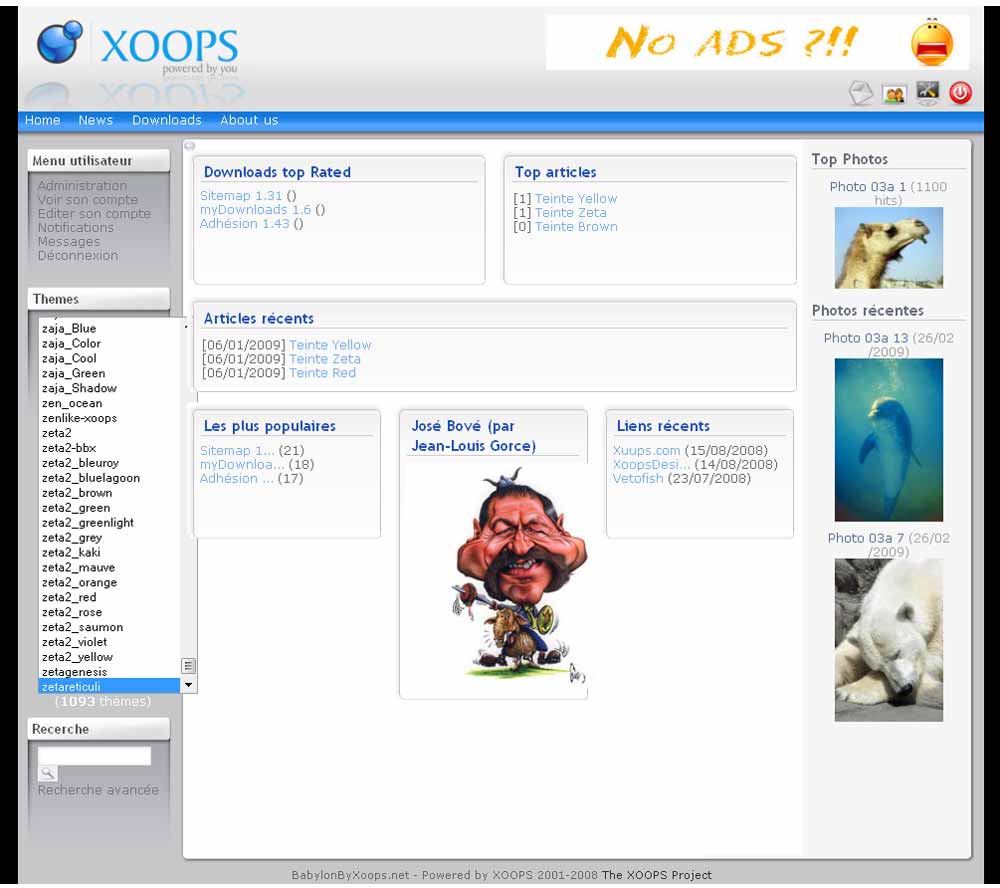 XOOPS
powered by you
NO ADS ?!!
Home News Downloads About us
Menu utilisateur
Administration
Voir son compte
Editer son compte
Notifications
Messages
Déconnexion
Themes
zaja_Blue
zaja_Color
zaja_Cool
zaja_Green
zaja_Shadow
zen_ocean
zenlike-xoops
zeta2
zeta2-bbx
zeta2_bleuroy
zeta2_bluelagoon
zeta2_brown
zeta2_green
zeta2_greenlight
zeta2_grey
zeta2_kaki
zeta2_mauve
zeta2_orange
zeta2_red
zeta2_rose
zeta2_saumon
zeta2_violet
zeta2_yellow
zetagenesis
zetareticuli
(1093 thèmes)
Recerche
Recherche avancée
Downloads top Rated
Sitemap 1.31 ()
myDownloads 1.6 ()
Adhésion 1.43 ()
Top articles
[1] Teinte Yellow
[1] Teinte Zeta
[0] Teinte Brown
Articles récents
[06/01/2009] Teinte Yellow
[06/01/2009] Teinte Zeta
[06/01/2009] Teinte Red
Les plus populaires
Sitemap 1... (21)
myDownloa... (18)
Adhésion ... (17)
José Bové (par
Jean-Louis Gorce)
Liens récents
Xuups.com (15/08/2008)
XoopsDesi... (14/08/2008)
Vetofish (23/07/2008)
Top Photos
Photo 03a 1 (1100
hits)
Photos récentes
Photo 03a 13 (26/02
/2009)
Photo 03a 7 (26/02
/2009)
BabylonByXoops.net - Powered by XOOPS 2001-2008 The XOOPS Project